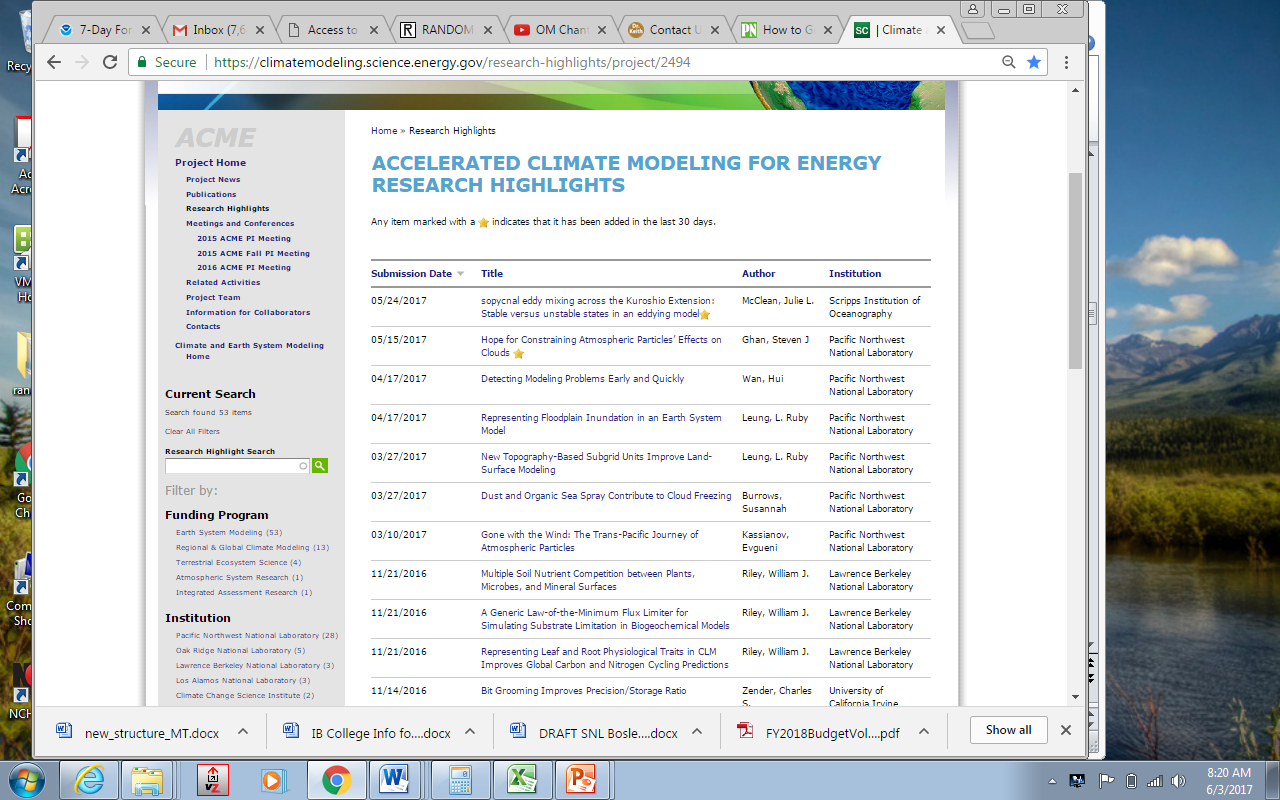 7-Day For
Inbox (7,6
Access to
RANDOM
OM Chant
Contact U
How to G
| Climate
Secure
https://climatemodeling.science.energy.gov/research-highlights/project/2494
ACME
Project Home
Project News
Publications
Research Highlights
Meetings and Conferences
2015 ACME PI Meeting
2015 ACME Fall PI Meeting
2016 ACME PI Meeting
Related Activities
Project Team
Information for Collaborators
Contacts
Climate and Earth System Modeling
Home
Current Search
Search found 53 items
Clear All Filters
Research Highlight Search
Filter by:
Funding Program
Earth System Modeling (53)
Regional & Global Climate Modeling (13)
Terrestrial Ecosystem Science (4)
Atmospheric System Research (1)
Integrated Assessment Research (1)
Institution
Pacific Northwest National Laboratory (28)
Oak Ridge National Laboratory (5)
Lawrence Berkeley National Laboratory (3)
Los Alamos National Laboratory (3)
Climate Change Science Institute (2)
Home » Research Highlights
ACCELERATED CLIMATE MODELING FOR ENERGY
RESEARCH HIGHLIGHTS
Any item marked with a indicates that it has been added in the last 30 days.
Submission Date Title Author Institution
05/24/2017 sopycnal eddy mixing across the Kuroshio Extension: McClean, Julie L. Scripps Institution of
Stable versus unstable states in an eddying model Oceanography
05/15/2017 Hope for Constraining Atmospheric Particles’ Effects on Ghan, Steven J Pacific Northwest
Clouds National Laboratory
04/17/2017 Detecting Modeling Problems Early and Quickly Wan, Hui Pacific Northwest
National Laboratory
04/17/2017 Representing Floodplain Inundation in an Earth System Leung, L. Ruby Pacific Northwest
Model National Laboratory
03/27/2017 New Topography-Based Subgrid Units Improve Land- Leung, L. Ruby Pacific Northwest
Surface Modeling National Laboratory
03/27/2017 Dust and Organic Sea Spray Contribute to Cloud Freezing Burrows, Pacific Northwest
Susannah National Laboratory
03/10/2017 Gone with the Wind: The Trans-Pacific Journey of Kassianov, Pacific Northwest
Atmospheric Particles Evgueni National Laboratory
11/21/2016 Multiple Soil Nutrient Competition between Plants, Riley, William J. Lawrence Berkeley
Microbes, and Mineral Surfaces National Laboratory
11/21/2016 A Generic Law-of-the-Minimum Flux Limiter for Riley, William J. Lawrence Berkeley
Simulating Substrate Limitation in Biogeochemical Models National Laboratory
11/21/2016 Representing Leaf and Root Physiological Traits in CLM Riley, William J. Lawrence Berkeley
Improves Global Carbon and Nitrogen Cycling Predictions National Laboratory
11/14/2016 Bit Grooming Improves Precision/Storage Ratio Zender, Charles University of
S. California Irvine
new_structure_MT.docx
IB College Info fo....docx
DRAFT SNL Bosle....docx
FY2018BudgetVol....pdf
Show all
8:20 AM
6/3/2017